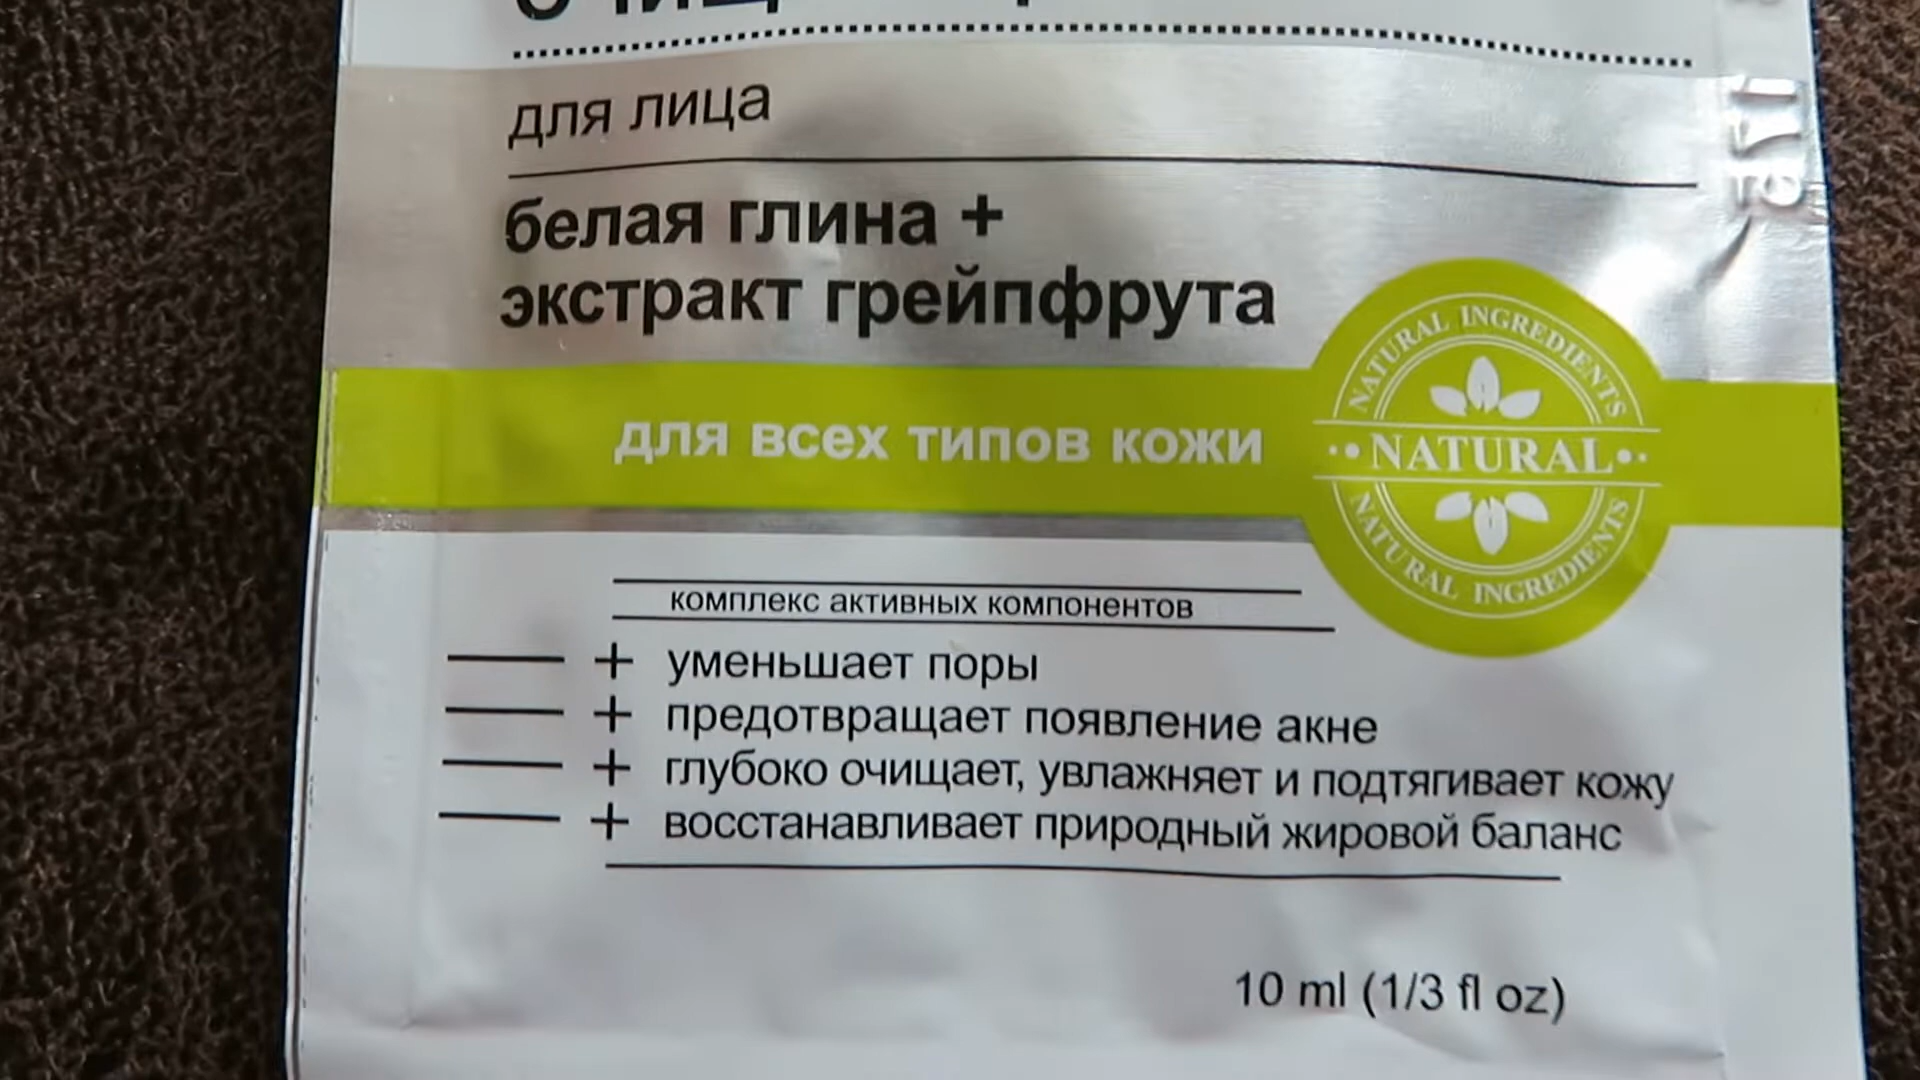 для лица
белая глина +
экстракт грейпфрута
для всех типов кожи
NATURAL INGREDIENTS
NATURAL
NATURAL INGREDIENTS
комплекс активных компонентов
+ уменьшает поры
+ предотвращает появление акне
+ глубоко очищает, увлажняет и подтягивает кожу
+ восстанавливает природный жировой баланс
10 ml (1/3 fl oz)